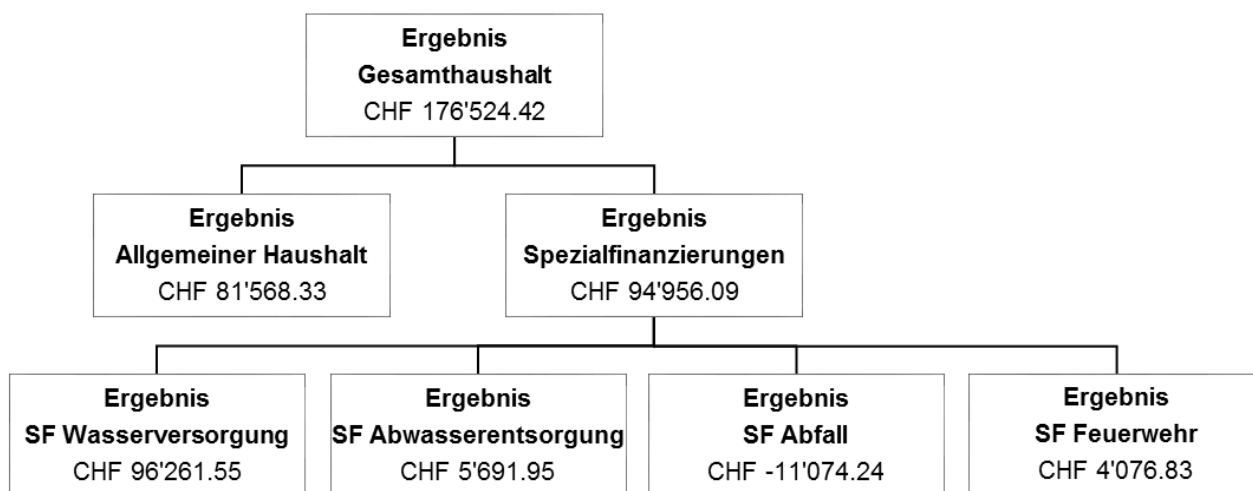 Ergebnis
Gesamthaushalt
CHF 176'524.42
Ergebnis
Allgemeiner Haushalt
CHF 81'568.33
Ergebnis
Spezialfinanzierungen
CHF 94'956.09
Ergebnis
SF Wasserversorgung
CHF 96'261.55
Ergebnis
SF Abwasserentsorgung
CHF 5'691.95
Ergebnis
SF Abfall
CHF -11'074.24
Ergebnis
SF Feuerwehr
CHF 4'076.83